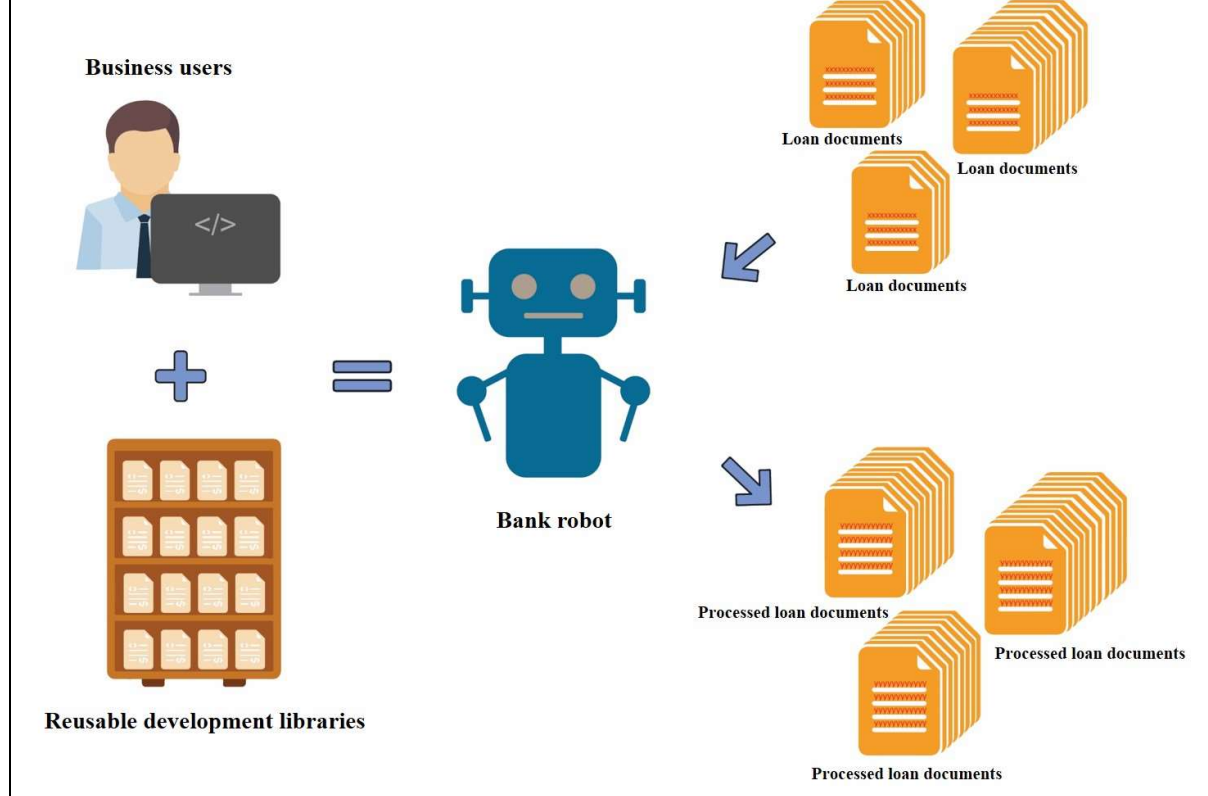 Business users
</>
Loan documents
Loan documents
Loan documents
Bank robot
Processed loan documents
Processed loan documents
Processed loan documents
Reusable development libraries